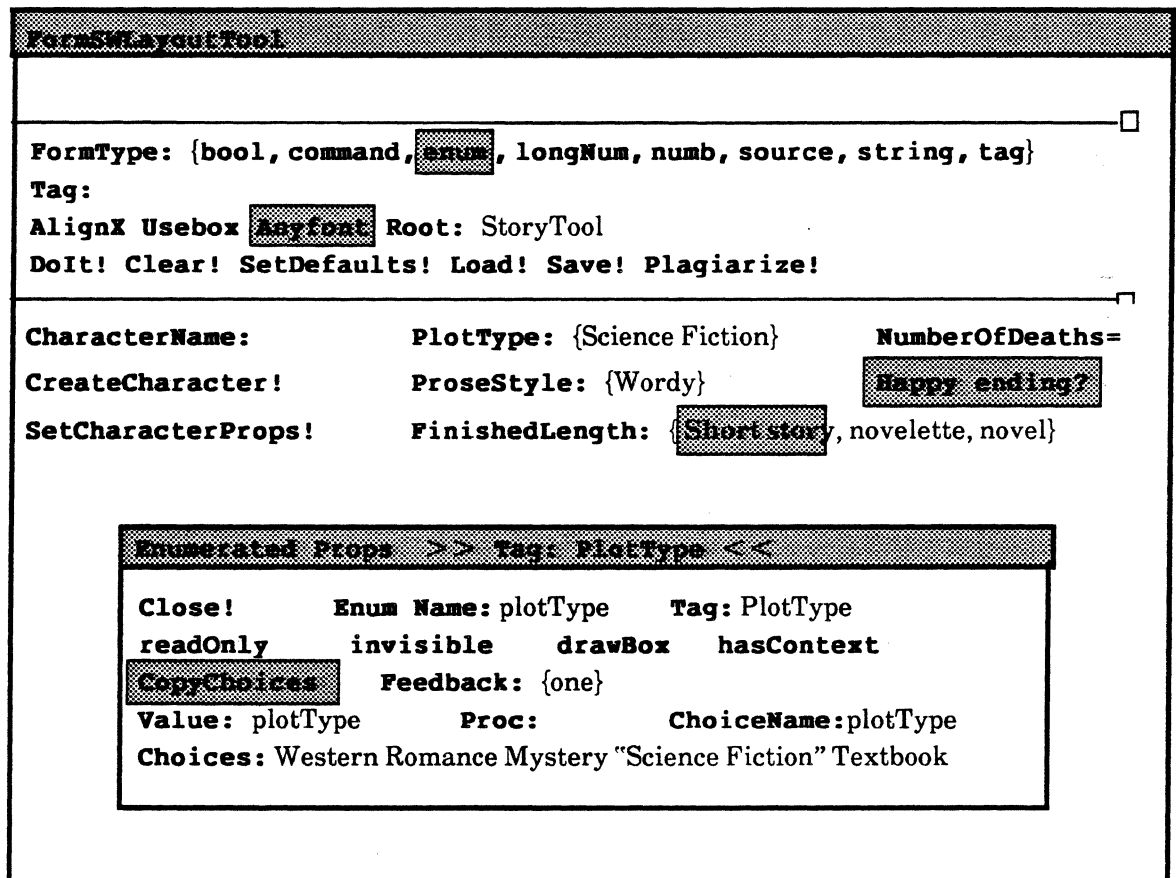 FormSWLayoutTool
FormType: {bool, command, enum, longNum, numb, source, string, tag}
Tag:
AlignX Usebox Anyfont Root: StoryTool
DoIt! Clear! SetDefaults! Load! Save! Plagiarize!
CharacterName: PlotType: {Science Fiction} NumberOfDeaths=
CreateCharacter! ProseStyle: {Wordy} Happy ending?
SetCharacterProps! FinishedLength: {Short story, novelette, novel}
Enumerated Props >> Tag: PlotType <<
Close! Enum Name: plotType Tag: PlotType
readOnly invisible drawBox hasContext
CopyChoices Feedback: {one}
Value: plotType Proc: ChoiceName:plotType
Choices: Western Romance Mystery "Science Fiction" Textbook